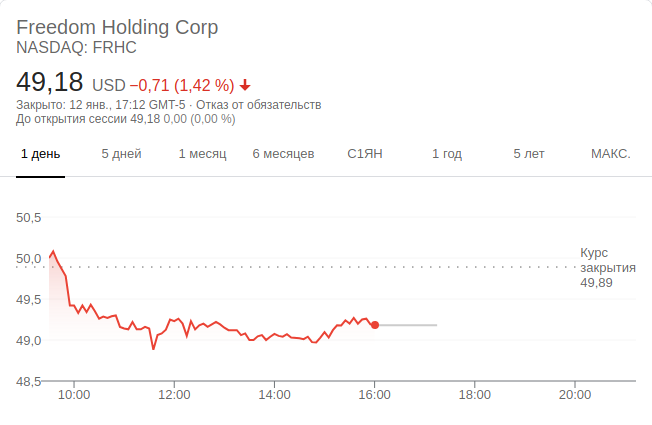 Freedom Holding Corp
NASDAQ: FRHC
49,18 USD −0,71 (1,42 %)
Закрыто: 12 янв., 17:12 GMT-5 · Отказ от обязательств
До открытия сессии 49,18 0,00 (0,00 %)
1 день 5 дней 1 месяц 6 месяцев С1ЯН 1 год 5 лет МАКС.
50,5
50,0
49,5
49,0
48,5
Курс
закрытия
49,89
10:00 12:00 14:00 16:00 18:00 20:00